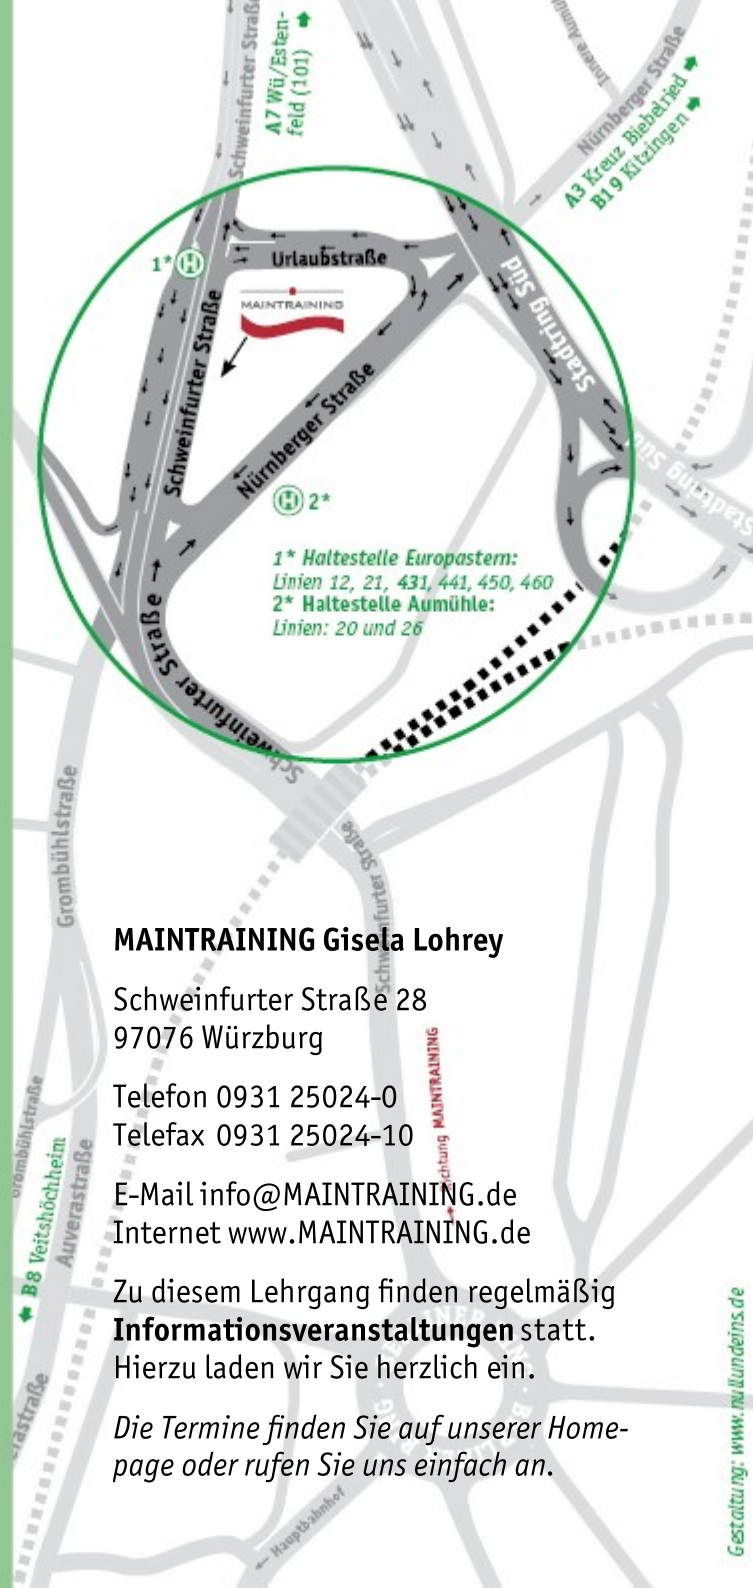 Schweinfurter Straße
A7 Wü/Esten-
feld (101)
Nürnberger Straße
A3 Kreuz Biebelried
B19 Kitzingen
1* H
Urlaubstraße
MAINTRAINING
Stadtring Süd
Schweinfurter Straße
Nürnberger Straße
Stadtring Süd
Stadtring
H 2*
1* Haltestelle Europastern:
Linien 12, 21, 431, 441, 450, 460
2* Haltestelle Aumühle:
Linien: 20 und 26
Schweinfurter Straße
Schweinfurter Straße
Grombühlstraße
MAINTRAINING Gisela Lohrey
Schweinfurter Straße 28
97076 Würzburg
Telefon 0931 25024-0
Telefax 0931 25024-10
Richtung MAINTRAINING
Grombühlstraße
B8 Veitshöchheim
Auverastraße
E-Mail info@MAINTRAINING.de
Internet www.MAINTRAINING.de
Zu diesem Lehrgang finden regelmäßig
Informationsveranstaltungen statt.
Hierzu laden wir Sie herzlich ein.
Die Termine finden Sie auf unserer Home-
page oder rufen Sie uns einfach an.
Hauptbahnhof
Gestaltung: www.nullundeins.de